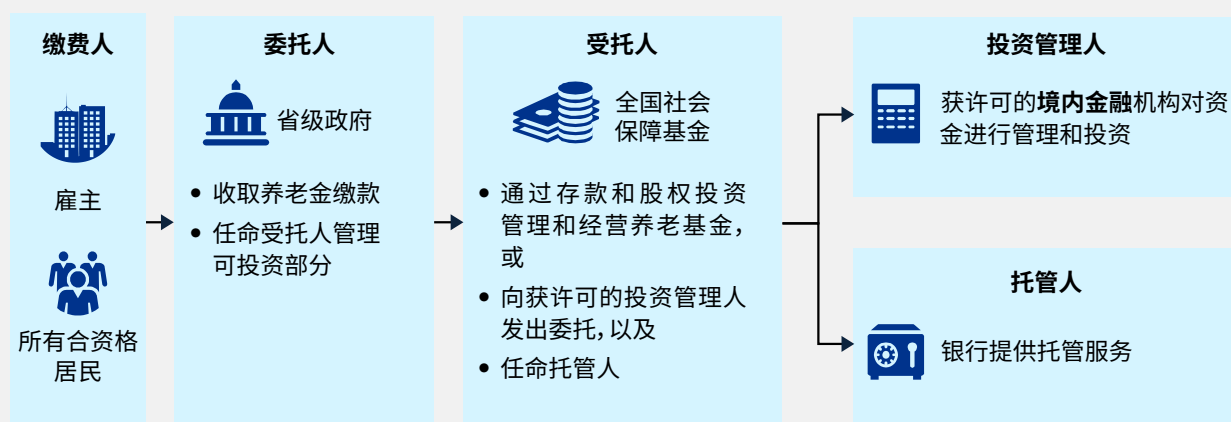 缴费人
雇主
所有合资格
居民
委托人
省级政府
• 收取养老金缴款
• 任命受托人管理
可投资部分
受托人
全国社会
保障基金
• 通过存款和股权投资
管理和经营养老基金，
或
• 向获许可的投资管理人
发出委托，以及
• 任命托管人
投资管理人
获许可的境内金融机构对资
金进行管理和投资
托管人
银行提供托管服务